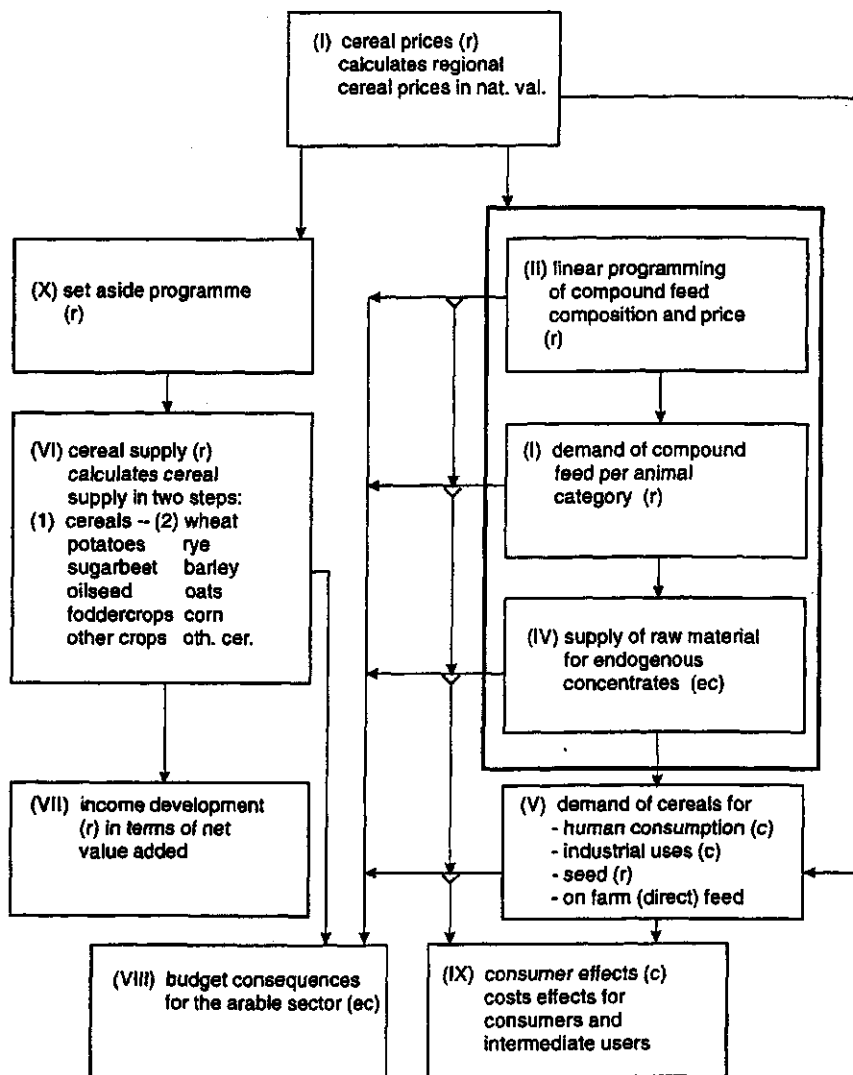 (I) cereal prices (r)
calculates regional
cereal prices in nat. val.
(X) set aside programme
(r)
(II) linear programming
of compound feed
composition and price
(r)
(VI) cereal supply (r)
calculates cereal
supply in two steps:
(1) cereals -- (2) wheat
potatoes rye
sugarbeet barley
oilseed oats
foddercrops corn
other crops oth. cer.
(I) demand of compound
feed per animal
category (r)
(IV) supply of raw material
for endogenous
concentrates (ec)
(VII) income development
(r) in terms of net
value added
(V) demand of cereals for
- human consumption (c)
- industrial uses (c)
- seed (r)
- on farm (direct) feed
(VIII) budget consequences
for the arable sector (ec)
(IX) consumer effects (c)
costs effects for
consumers and
intermediate users